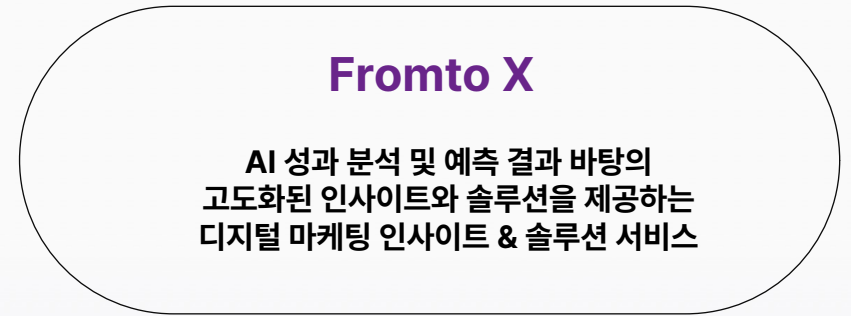 Fromto X
AI 성과 분석 및 예측 결과 바탕의
고도화된 인사이트와 솔루션을 제공하는
디지털 마케팅 인사이트 & 솔루션 서비스